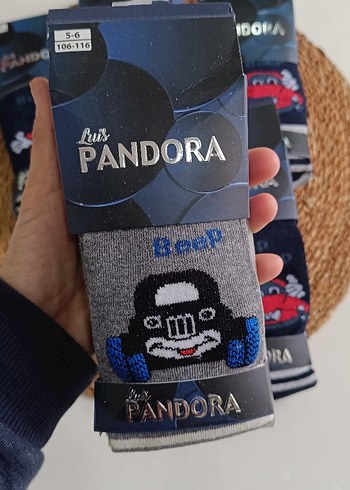 5-6
106-116
Luis
PANDORA
Beep
Luis
PANDORA
PANDORA